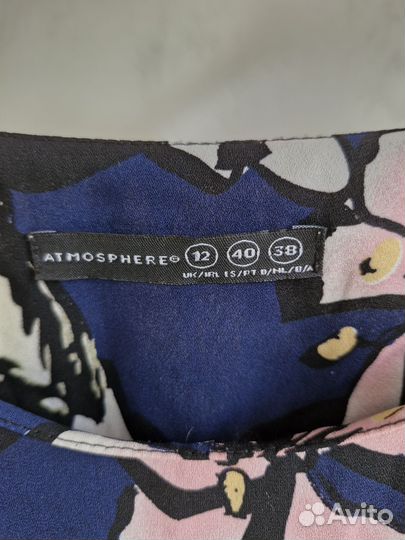 ATMOSPHERE© 12 40 38
UK/IRL ES/PT D/NL/B/A
Avito